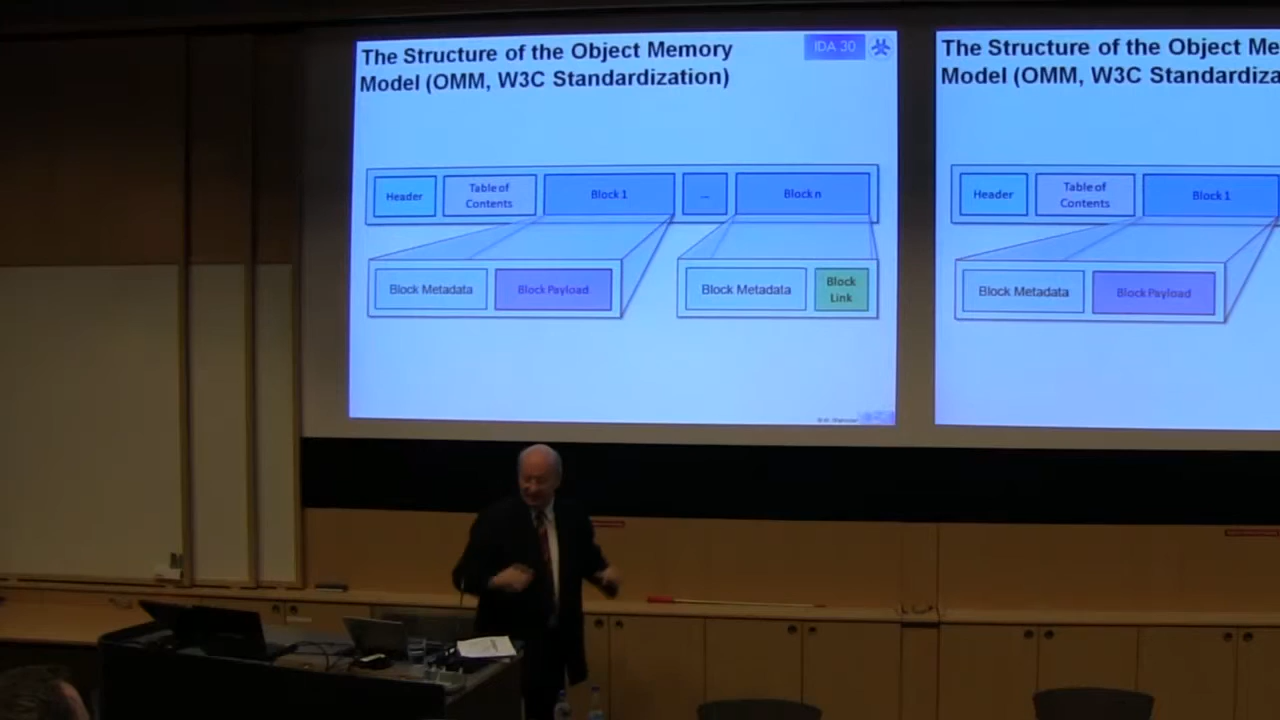 The Structure of the Object Memory
Model (OMM, W3C Standardization)
IDA 30
Header
Table of
Contents
Block 1
...
Block n
Block Metadata
Block Payload
Block Metadata
Block
Link
The Structure of the Object Me
Model (OMM, W3C Standardiza
Header
Table of
Contents
Block 1
Block Metadata
Block Payload